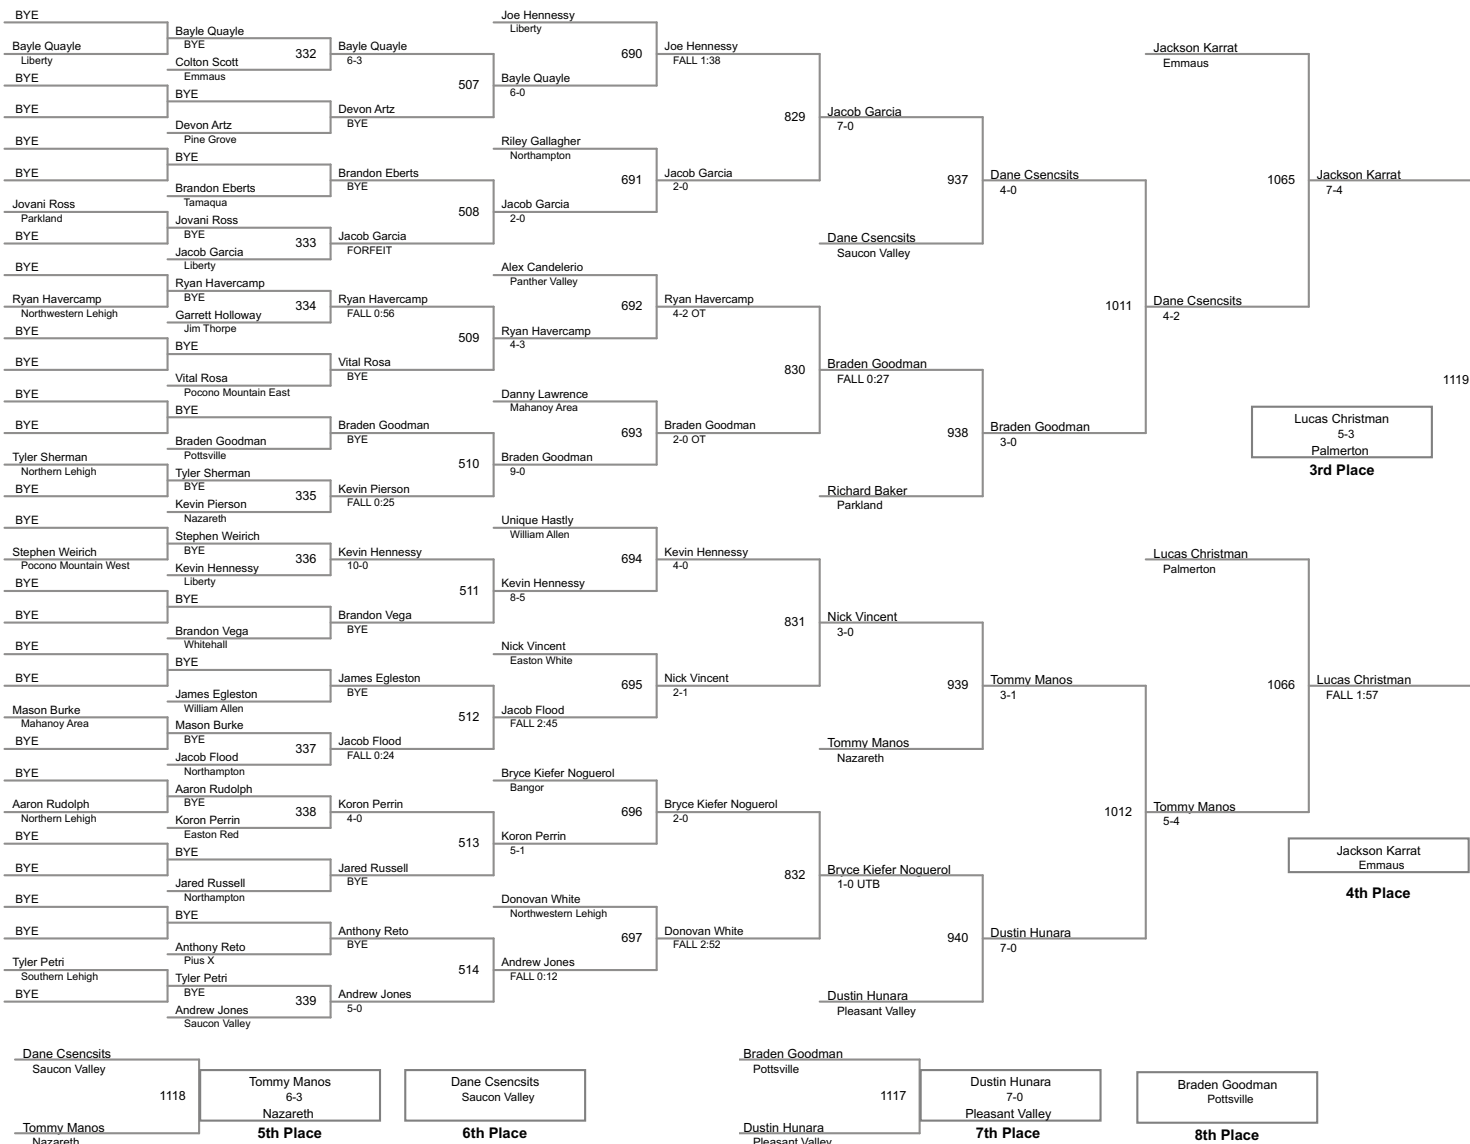 BYE
Bayle Quayle
Liberty
BYE
BYE
BYE
BYE
Jovani Ross
Parkland
BYE
BYE
Ryan Havercamp
Northwestern Lehigh
BYE
BYE
BYE
BYE
Tyler Sherman
Northern Lehigh
BYE
BYE
Stephen Weirich
Pocono Mountain West
BYE
BYE
BYE
BYE
Mason Burke
Mahanoy Area
BYE
BYE
Aaron Rudolph
Northern Lehigh
BYE
BYE
BYE
BYE
Tyler Petri
Southern Lehigh
BYE
Bayle Quayle
BYE
332
Colton Scott
Emmaus
BYE
Devon Artz
Pine Grove
BYE
Brandon Eberts
Tamaqua
Jovani Ross
BYE
333
Jacob Garcia
Liberty
Ryan Havercamp
BYE
334
Garrett Holloway
Jim Thorpe
BYE
Vital Rosa
Pocono Mountain East
BYE
Braden Goodman
Pottsville
Tyler Sherman
BYE
335
Kevin Pierson
Nazareth
Stephen Weirich
BYE
336
Kevin Hennessy
Liberty
BYE
Brandon Vega
Whitehall
BYE
James Egleston
William Allen
Mason Burke
BYE
337
Jacob Flood
Northampton
Aaron Rudolph
BYE
338
Koron Perrin
Easton Red
BYE
Jared Russell
Northampton
BYE
Anthony Reto
Pius X
Tyler Petri
BYE
339
Andrew Jones
Saucon Valley
Bayle Quayle
6-3
507
Devon Artz
BYE
Brandon Eberts
BYE
508
Jacob Garcia
FORFEIT
Ryan Havercamp
FALL 0:56
509
Vital Rosa
BYE
Braden Goodman
BYE
510
Kevin Pierson
FALL 0:25
Kevin Hennessy
10-0
511
Brandon Vega
BYE
James Egleston
BYE
512
Jacob Flood
FALL 0:24
Koron Perrin
4-0
513
Jared Russell
BYE
Anthony Reto
BYE
514
Andrew Jones
5-0
Joe Hennessy
Liberty
690
Bayle Quayle
6-0
Riley Gallagher
Northampton
691
Jacob Garcia
2-0
Alex Candelerio
Panther Valley
692
Ryan Havercamp
4-3
Danny Lawrence
Mahanoy Area
693
Braden Goodman
9-0
Unique Hastly
William Allen
694
Kevin Hennessy
8-5
Nick Vincent
Easton White
695
Jacob Flood
FALL 2:45
Bryce Kiefer Noguerol
Bangor
696
Koron Perrin
5-1
Donovan White
Northwestern Lehigh
697
Andrew Jones
FALL 0:12
Joe Hennessy
FALL 1:38
829
Jacob Garcia
2-0
Ryan Havercamp
4-2 OT
830
Braden Goodman
2-0 OT
Kevin Hennessy
4-0
831
Nick Vincent
2-1
Bryce Kiefer Noguerol
2-0
832
Donovan White
FALL 2:52
Jacob Garcia
7-0
937
Dane Csencsits
Saucon Valley
Braden Goodman
FALL 0:27
938
Richard Baker
Parkland
Nick Vincent
3-0
939
Tommy Manos
Nazareth
Bryce Kiefer Noguerol
1-0 UTB
940
Dustin Hunara
Pleasant Valley
Dane Csencsits
4-0
1011
Braden Goodman
3-0
Tommy Manos
3-1
1012
Dustin Hunara
7-0
Jackson Karrat
Emmaus
1065
Dane Csencsits
4-2
Lucas Christman
Palmerton
1066
Tommy Manos
5-4
Jackson Karrat
7-4
1119
Lucas Christman
FALL 1:57
Lucas Christman
5-3
Palmerton
3rd Place
Jackson Karrat
Emmaus
4th Place
Dane Csencsits
Saucon Valley
1118
Tommy Manos
Nazareth
Tommy Manos
6-3
Nazareth
5th Place
Dane Csencsits
Saucon Valley
6th Place
Braden Goodman
Pottsville
1117
Dustin Hunara
Pleasant Valley
Dustin Hunara
7-0
Pleasant Valley
7th Place
Braden Goodman
Pottsville
8th Place